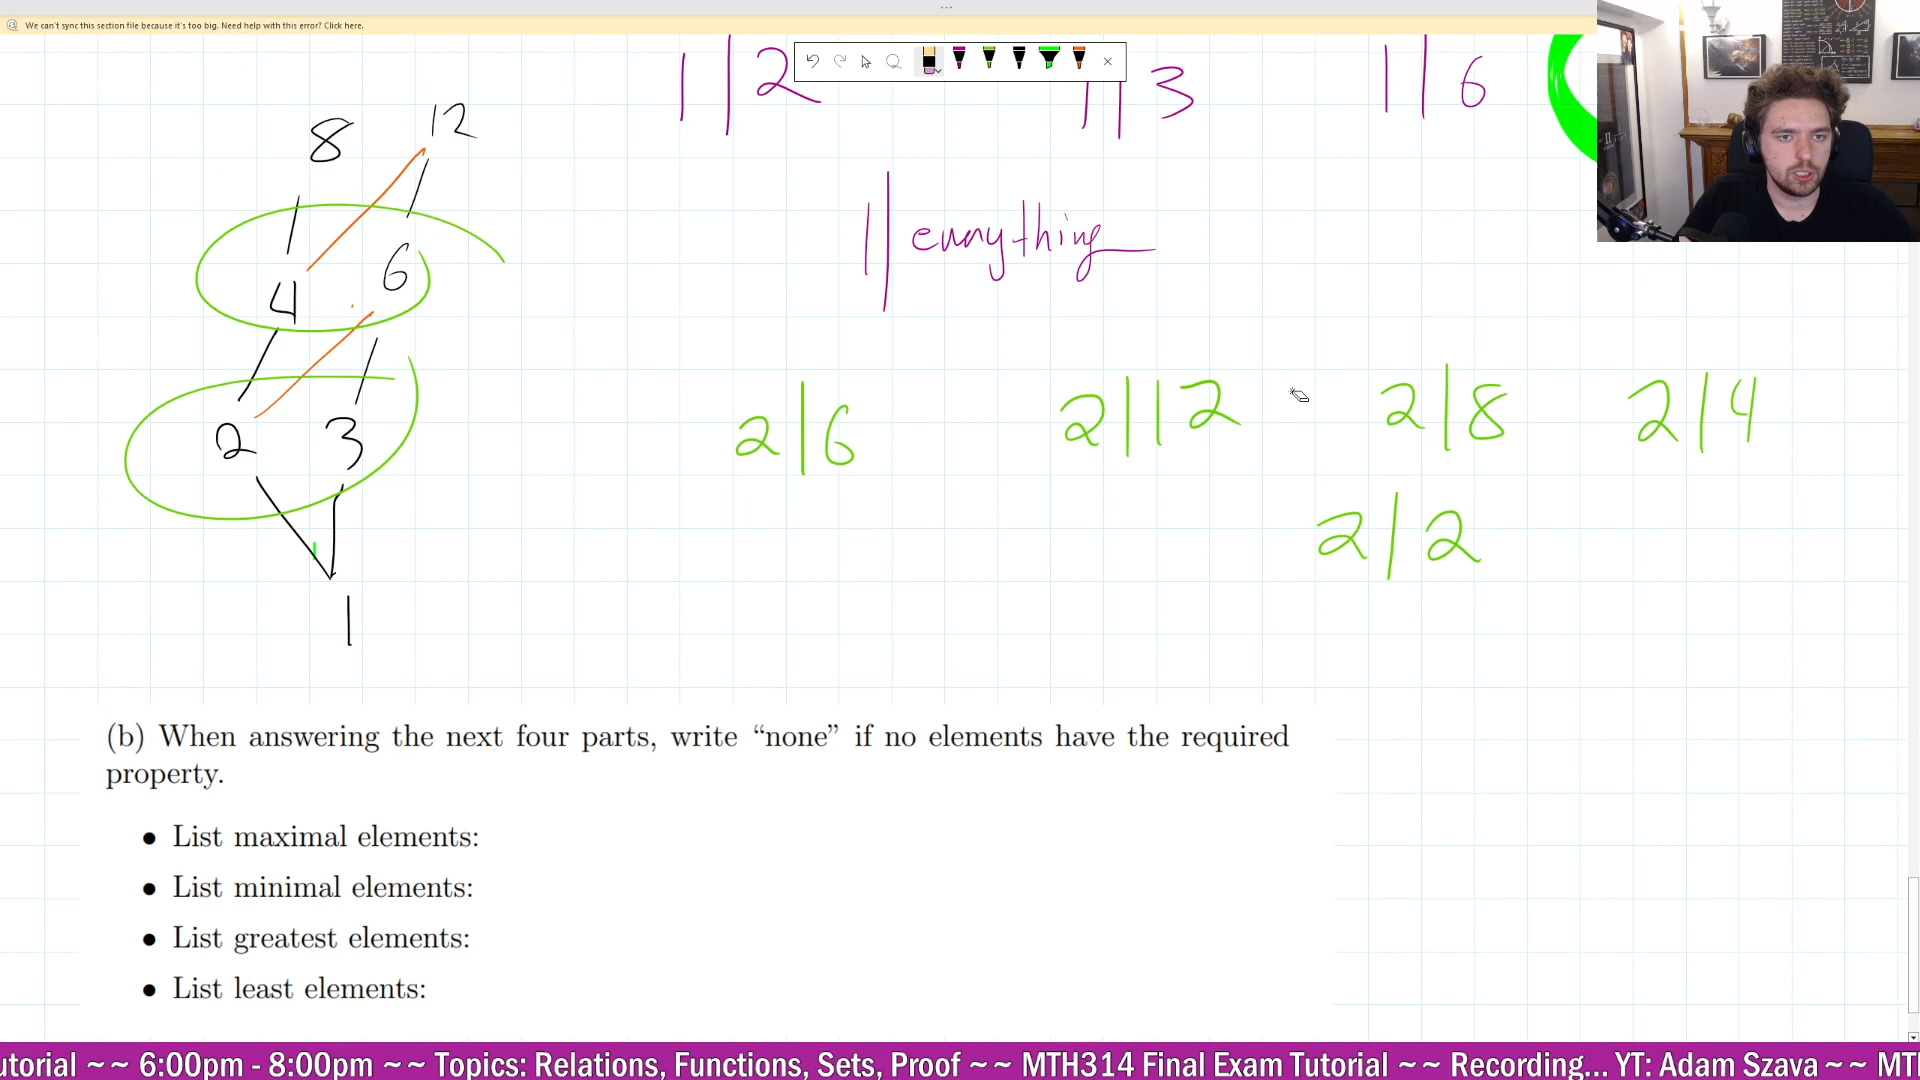 We can't sync this section file because it's too big. Need help with this error? Click here.
1|2
1|3
1|6
8
12
1|everything
4
6
2|6
2|12
2|8
2|4
2
3
2|2
1
(b) When answering the next four parts, write “none” if no elements have the required
property.
• List maximal elements:
• List minimal elements:
• List greatest elements:
• List least elements:
utorial ~~ 6:00pm - 8:00pm ~~ Topics: Relations, Functions, Sets, Proof ~~ MTH314 Final Exam Tutorial ~~ Recording... YT: Adam Szava ~~ MT